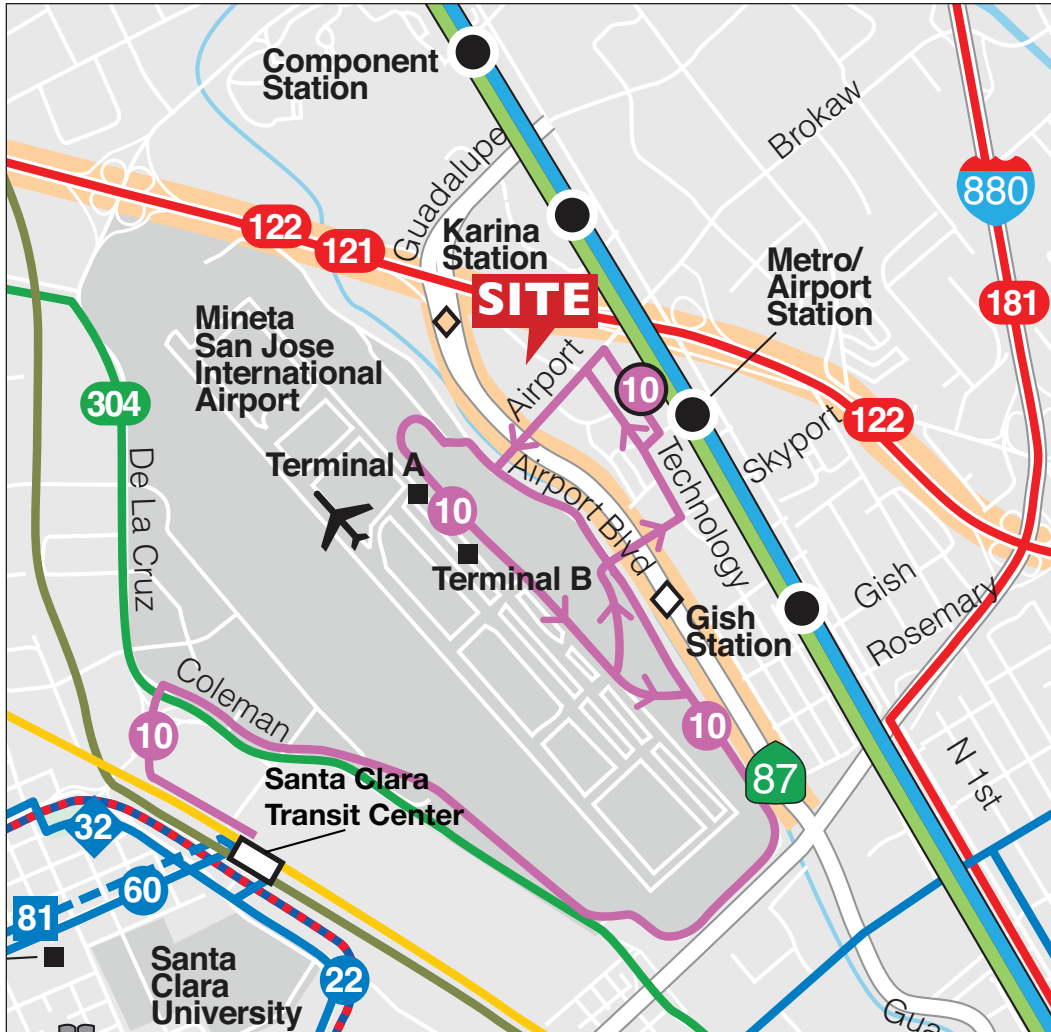 Component
Station
Brokaw
880
Guadalupe
122
121
Karina
Station
SITE
Metro/
Airport
Station
181
Mineta
San Jose
International
Airport
304
Airport
10
122
Skyport
De La Cruz
Terminal A
10
Airport Blvd
Technology
Terminal B
Gish
Gish
Station
Rosemary
Coleman
10
10
87
N 1st
Santa Clara
Transit Center
32
60
81
22
Santa
Clara
University
Gua